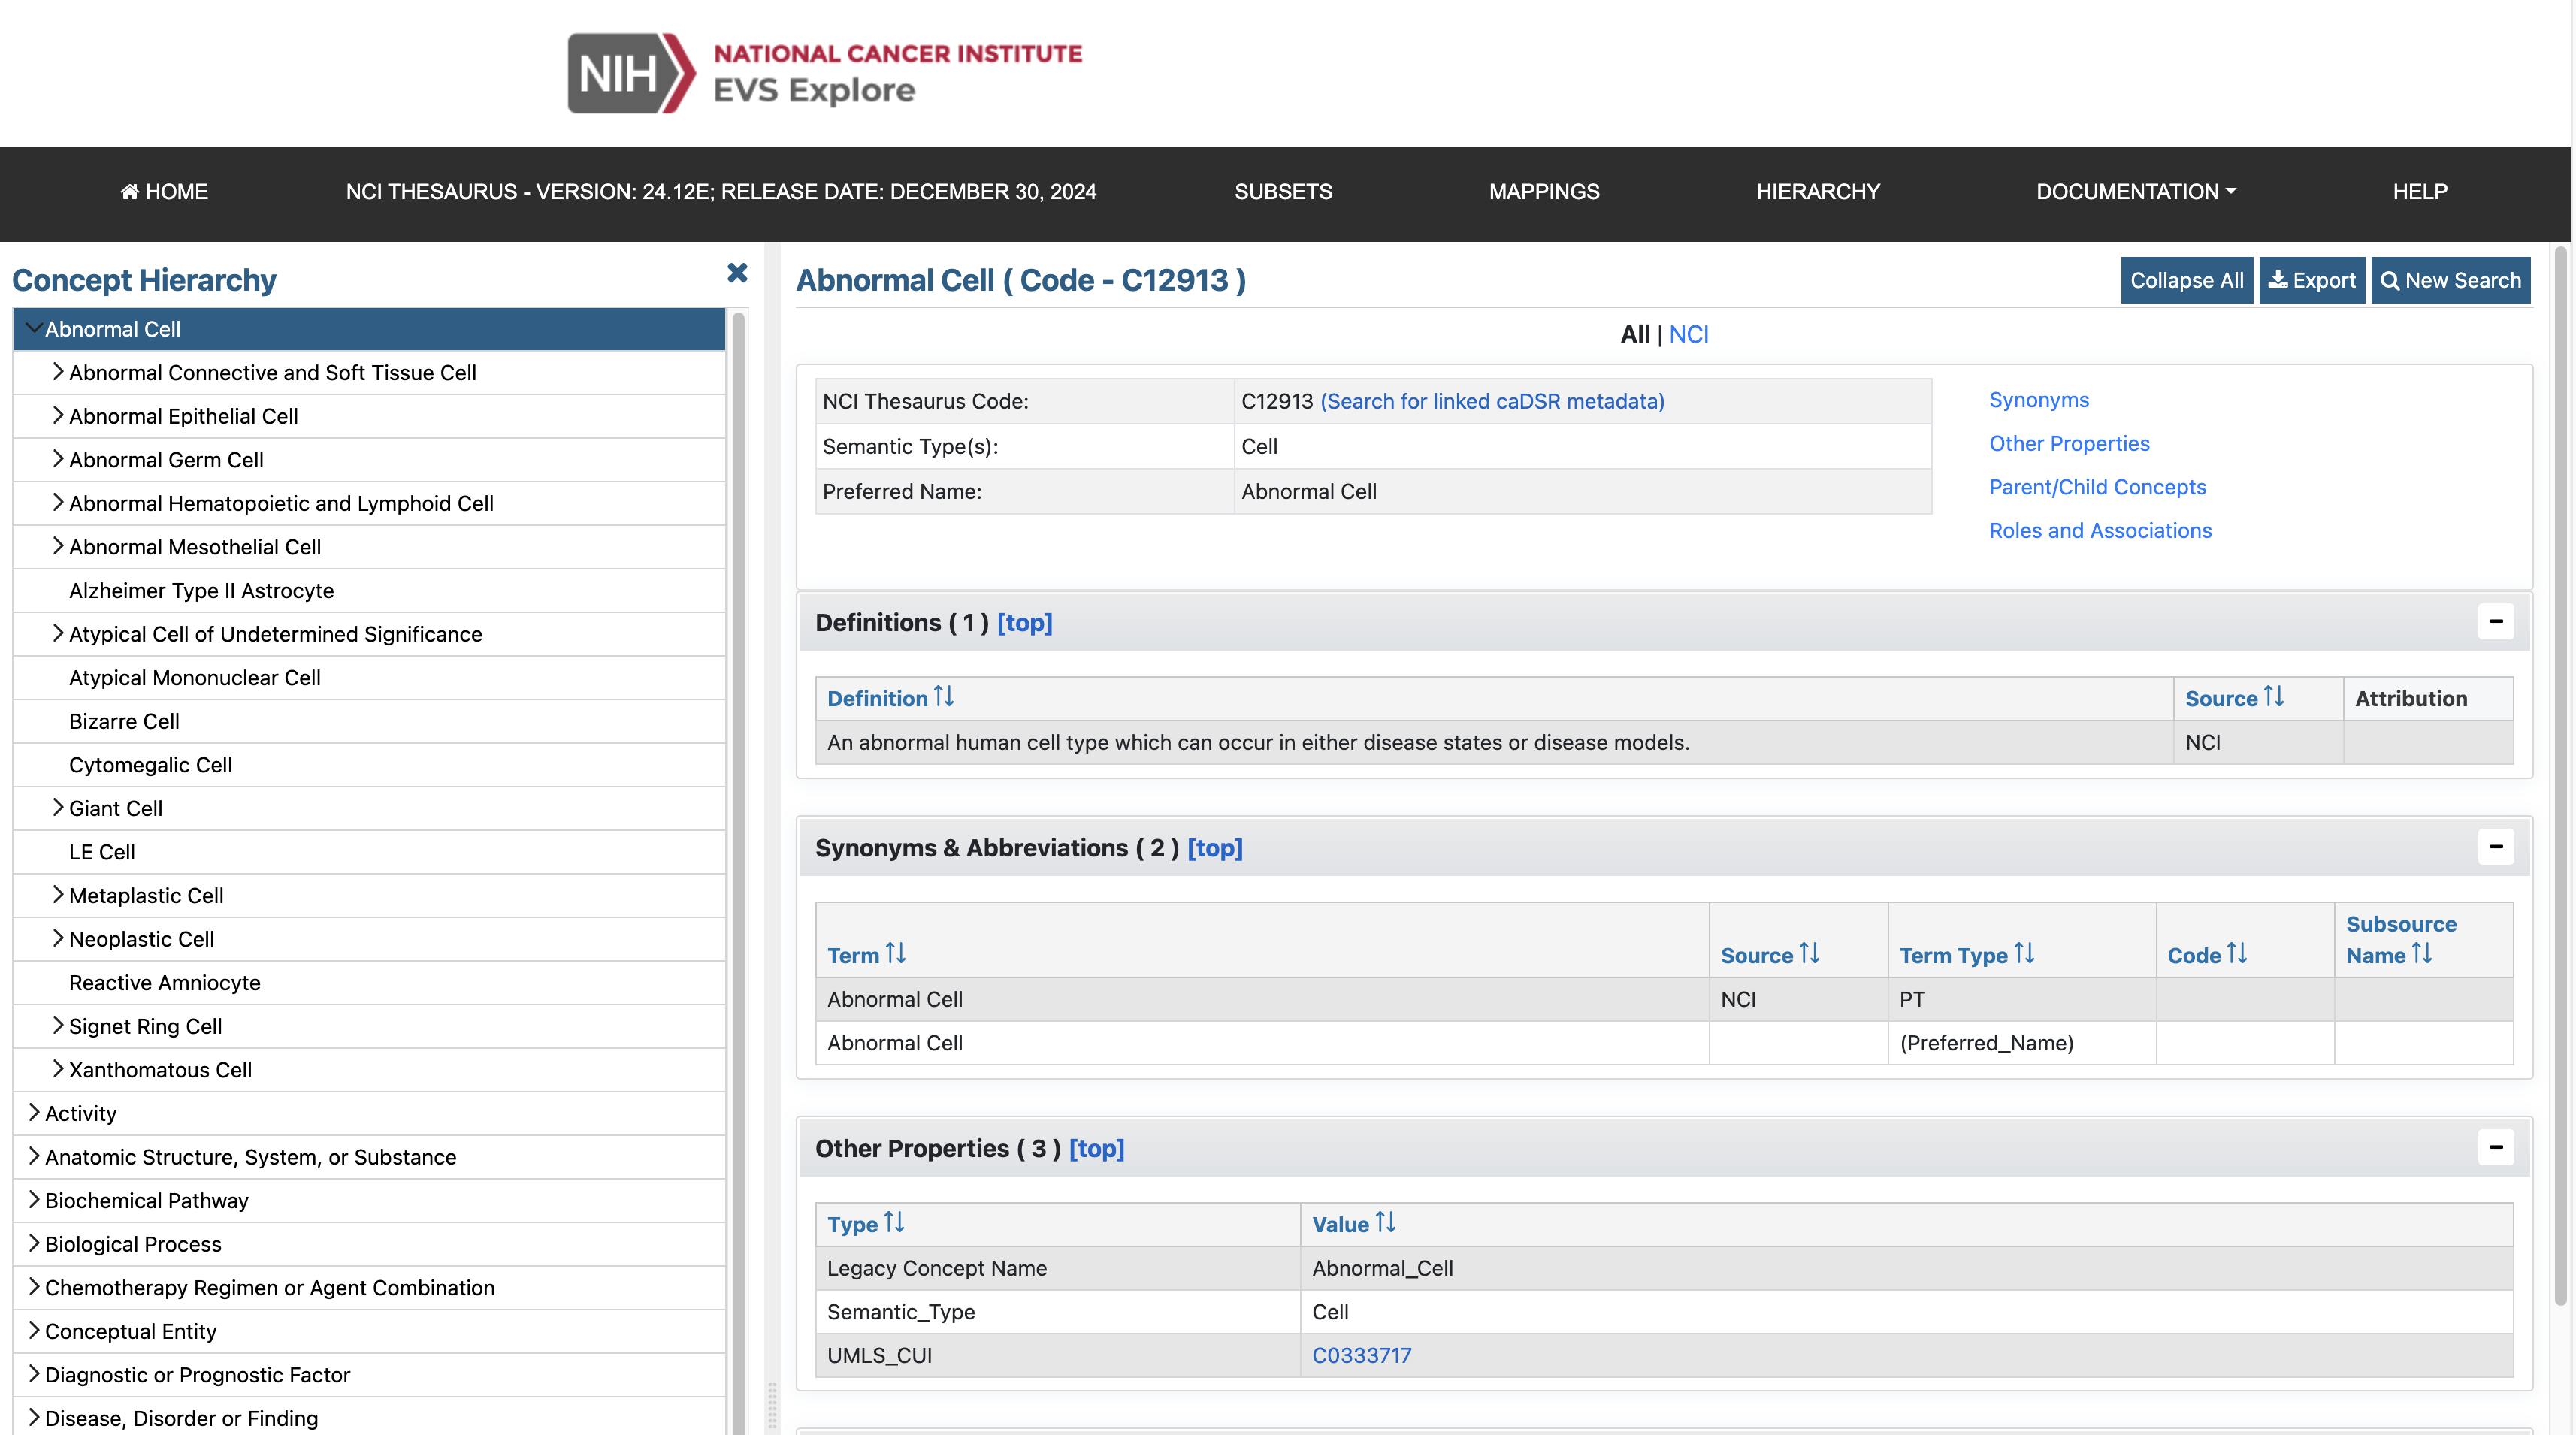 NIH NATIONAL CANCER INSTITUTE
EVS Explore
HOME NCI THESAURUS - VERSION: 24.12E; RELEASE DATE: DECEMBER 30, 2024 SUBSETS MAPPINGS HIERARCHY DOCUMENTATION HELP
Concept Hierarchy
Abnormal Cell
Abnormal Connective and Soft Tissue Cell
Abnormal Epithelial Cell
Abnormal Germ Cell
Abnormal Hematopoietic and Lymphoid Cell
Abnormal Mesothelial Cell
Alzheimer Type II Astrocyte
Atypical Cell of Undetermined Significance
Atypical Mononuclear Cell
Bizarre Cell
Cytomegalic Cell
Giant Cell
LE Cell
Metaplastic Cell
Neoplastic Cell
Reactive Amniocyte
Signet Ring Cell
Xanthomatous Cell
Activity
Anatomic Structure, System, or Substance
Biochemical Pathway
Biological Process
Chemotherapy Regimen or Agent Combination
Conceptual Entity
Diagnostic or Prognostic Factor
Disease, Disorder or Finding
Abnormal Cell ( Code - C12913 )
Collapse All Export New Search
All | NCI
NCI Thesaurus Code: C12913 (Search for linked caDSR metadata)
Semantic Type(s): Cell
Preferred Name: Abnormal Cell
Synonyms
Other Properties
Parent/Child Concepts
Roles and Associations
Definitions ( 1 ) [top]
Definition Source Attribution
An abnormal human cell type which can occur in either disease states or disease models. NCI
Synonyms & Abbreviations ( 2 ) [top]
Term Source Term Type Code Subsource Name
Abnormal Cell NCI PT
Abnormal Cell (Preferred_Name)
Other Properties ( 3 ) [top]
Type Value
Legacy Concept Name Abnormal_Cell
Semantic_Type Cell
UMLS_CUI C0333717